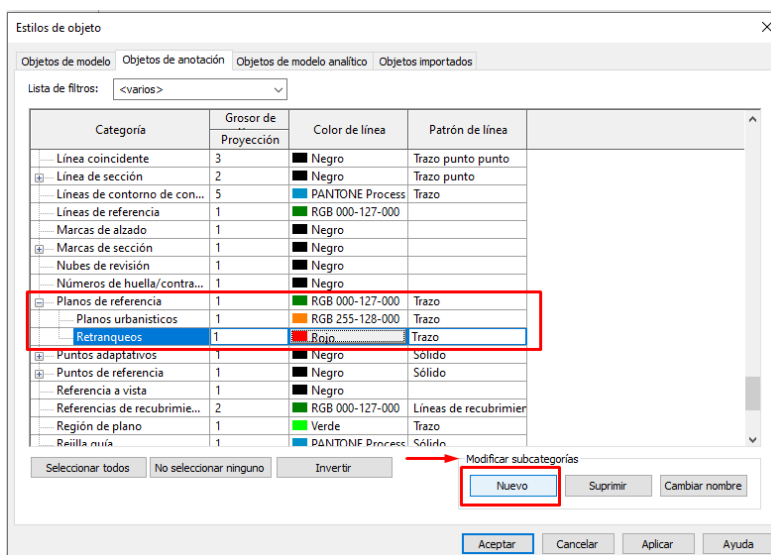 Estilos de objeto
Objetos de modelo Objetos de anotación Objetos de modelo analítico Objetos importados
Lista de filtros: <varios>
Categoría Grosor de Color de línea Patrón de línea
Proyección
Línea coincidente 3 Negro Trazo punto punto
Línea de sección 2 Negro Trazo punto
Líneas de contorno de con... 5 PANTONE Process Trazo
Líneas de referencia 1 RGB 000-127-000
Marcas de alzado 1 Negro
Marcas de sección 1 Negro
Nubes de revisión 1 Negro
Números de huella/contra... 1 Negro
Planos de referencia 1 RGB 000-127-000 Trazo
Planos urbanisticos 1 RGB 255-128-000 Trazo
Retranqueos 1 Rojo Trazo
Puntos adaptativos 1 Negro Sólido
Puntos de referencia 1 Negro Sólido
Referencia a vista 1 Negro
Referencias de recubrimie... 2 RGB 000-127-000 Líneas de recubrimier
Región de plano 1 Verde Trazo
Rejilla guía 1 PANTONE Process Sólido
Modificar subcategorías
Seleccionar todos No seleccionar ninguno Invertir Nuevo Suprimir Cambiar nombre
Aceptar Cancelar Aplicar Ayuda